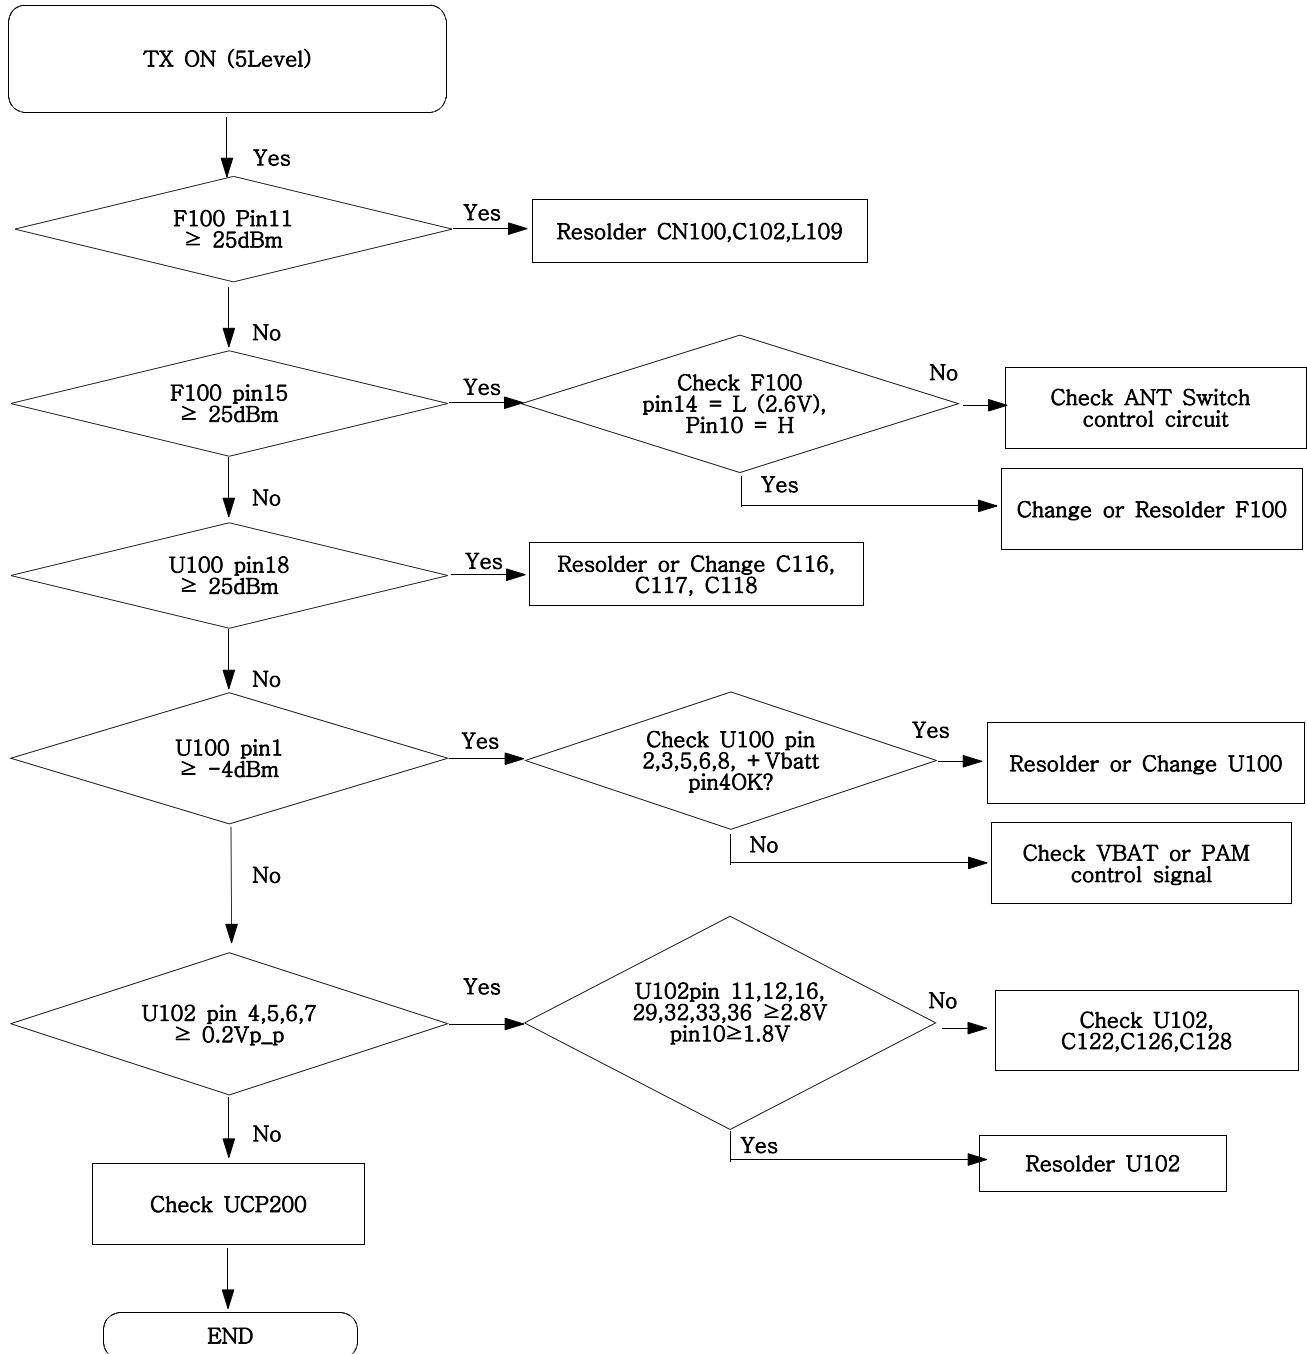 TX ON (5Level)
Yes
F100 Pin11
≥ 25dBm
Yes
Resolder CN100,C102,L109
No
F100 pin15
≥ 25dBm
Yes
Check F100
pin14 = L (2.6V),
Pin10 = H
No
Check ANT Switch
control circuit
Yes
Change or Resolder F100
No
U100 pin18
≥ 25dBm
Yes
Resolder or Change C116,
C117, C118
No
U100 pin1
≥ -4dBm
Yes
Check U100 pin
2,3,5,6,8, +Vbatt
pin4OK?
Yes
Resolder or Change U100
No
Check VBAT or PAM
control signal
No
U102 pin 4,5,6,7
≥ 0.2Vp_p
Yes
U102pin 11,12,16,
29,32,33,36 ≥2.8V
pin10≥1.8V
No
Check U102,
C122,C126,C128
Yes
Resolder U102
No
Check UCP200
END